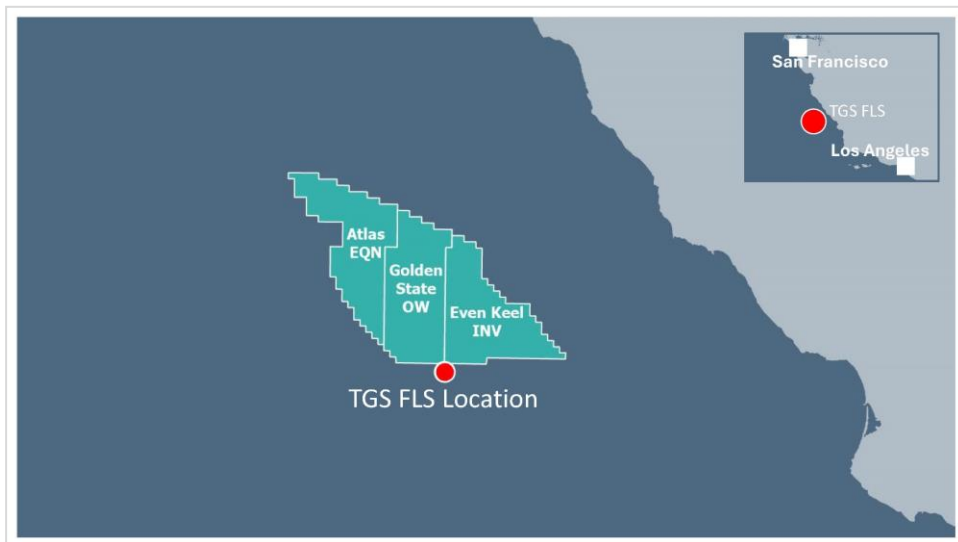 San Francisco
TGS FLS
Los Angeles
Atlas
EQN
Golden
State
OW
Even Keel
INV
TGS FLS Location